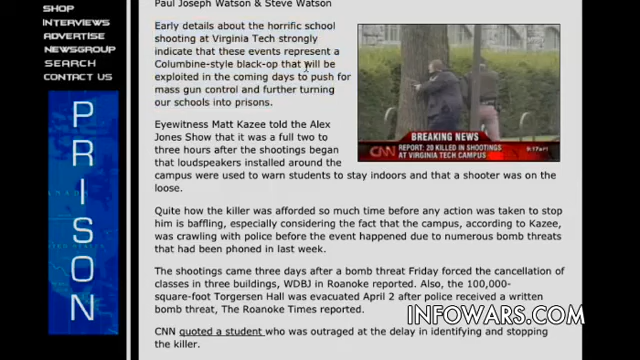 SHOP
INTERVIEWS
ADVERTISE
NEWSGROUP
SEARCH
CONTACT US
PRISON
Paul Joseph Watson & Steve Watson
Early details about the horrific school
shooting at Virginia Tech strongly
indicate that these events represent a
Columbine-style black-op that will be
exploited in the coming days to push for
mass gun control and further turning
our schools into prisons.
BREAKING NEWS
CNN REPORT: 20 KILLED IN SHOOTINGS
AT VIRGINIA TECH CAMPUS
Eyewitness Matt Kazee told the Alex
Jones Show that it was a full two to
three hours after the shootings began
that loudspeakers installed around the
campus were used to warn students to stay indoors and that a shooter was on the
loose.
Quite how the killer was afforded so much time before any action was taken to stop
him is baffling, especially considering the fact that the campus, according to Kazee,
was crawling with police before the event happened due to numerous bomb threats
that had been phoned in last week.
The shootings came three days after a bomb threat Friday forced the cancellation of
classes in three buildings, WDBJ in Roanoke reported. Also, the 100,000-
square-foot Torgersen Hall was evacuated April 2 after police received a written
bomb threat, The Roanoke Times reported.
CNN quoted a student who was outraged at the delay in identifying and stopping
the killer.
INFOWARS.COM